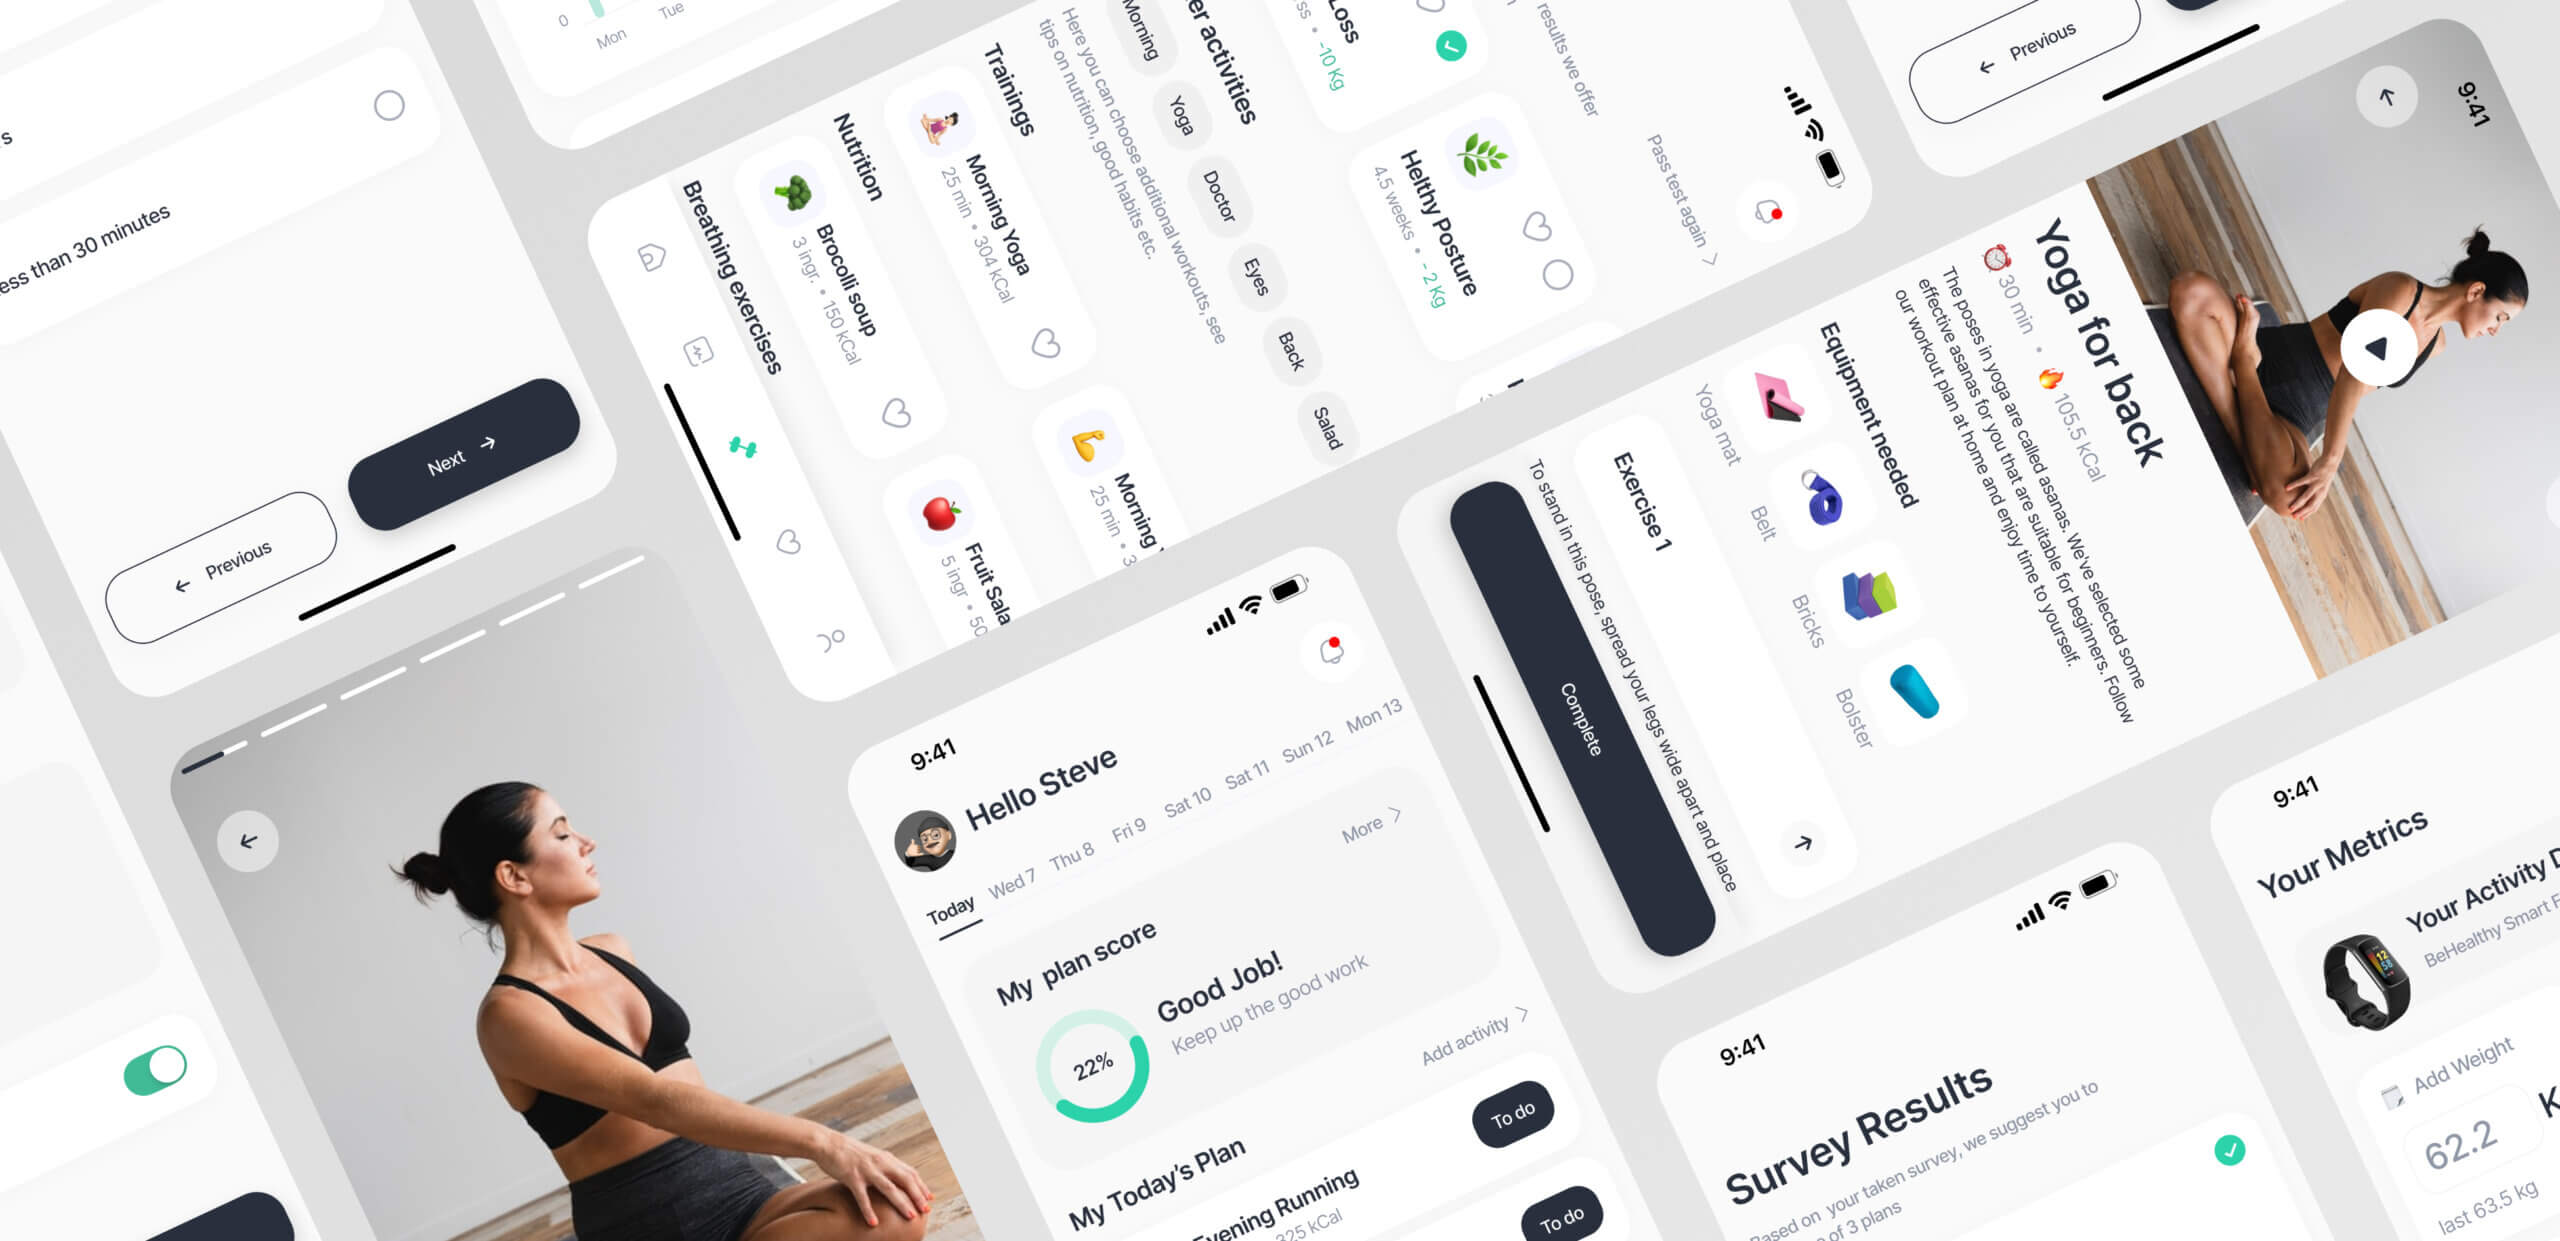 0
Mon
Tue
ess than 30 minutes
Next
Previous
Loss
-10 Kg
results we offer
Pass test again
Helthy Posture
4.5 weeks • - 2 Kg
er activities
Morning
Yoga
Doctor
Eyes
Back
Salad
Here you can choose additional workouts, see
tips on nutrition, good habits etc.
Trainings
Morning Yoga
25 min • 304 kCal
Morning
25 min • 3
Nutrition
Brocolli soup
3 ingr. • 150 kCal
Fruit Sala
5 ingr • 50
Breathing exercises
Previous
9:41
Yoga for back
30 min • 105.5 kCal
The poses in yoga are called asanas. We've selected some
effective asanas for you that are suitable for beginners. Follow
our workout plan at home and enjoy time to yourself.
Equipment needed
Yoga mat
Belt
Bricks
Bolster
Exercise 1
To stand in this pose, spread your legs wide apart and place
Complete
9:41
Hello Steve
Today
Wed 7
Thu 8
Fri 9
Sat 10
Sat 11
Sun 12
Mon 13
My plan score
More
22%
Good Job!
Keep up the good work
My Today's Plan
Add activity
Evening Running
325 kCal
To do
To do
9:41
Survey Results
Based on your taken survey, we suggest you to
of 3 plans
9:41
Your Metrics
Your Activity D
BeHealthy Smart F
Add Weight
62.2
K
last 63.5 kg